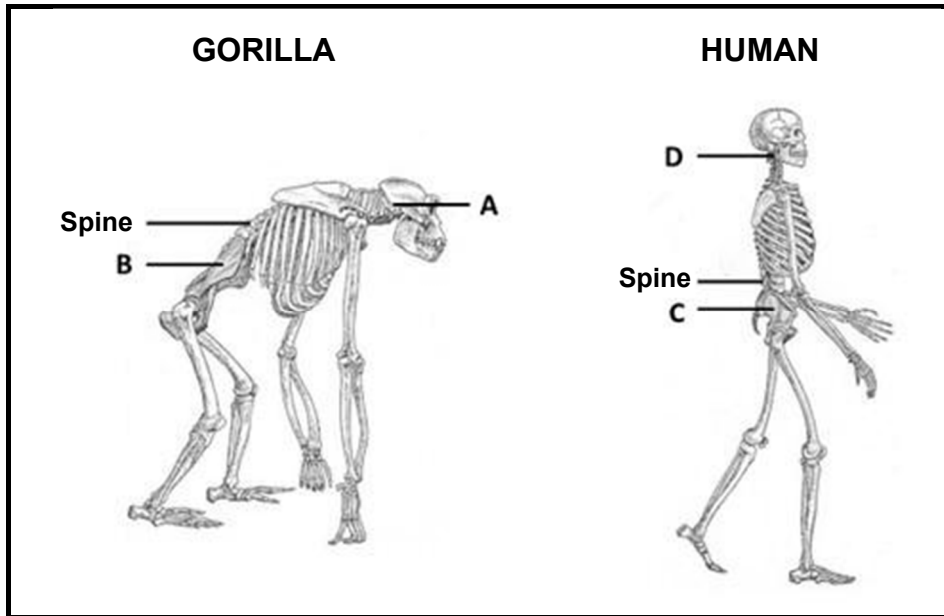 GORILLA
HUMAN
D
A
Spine
B
Spine
C